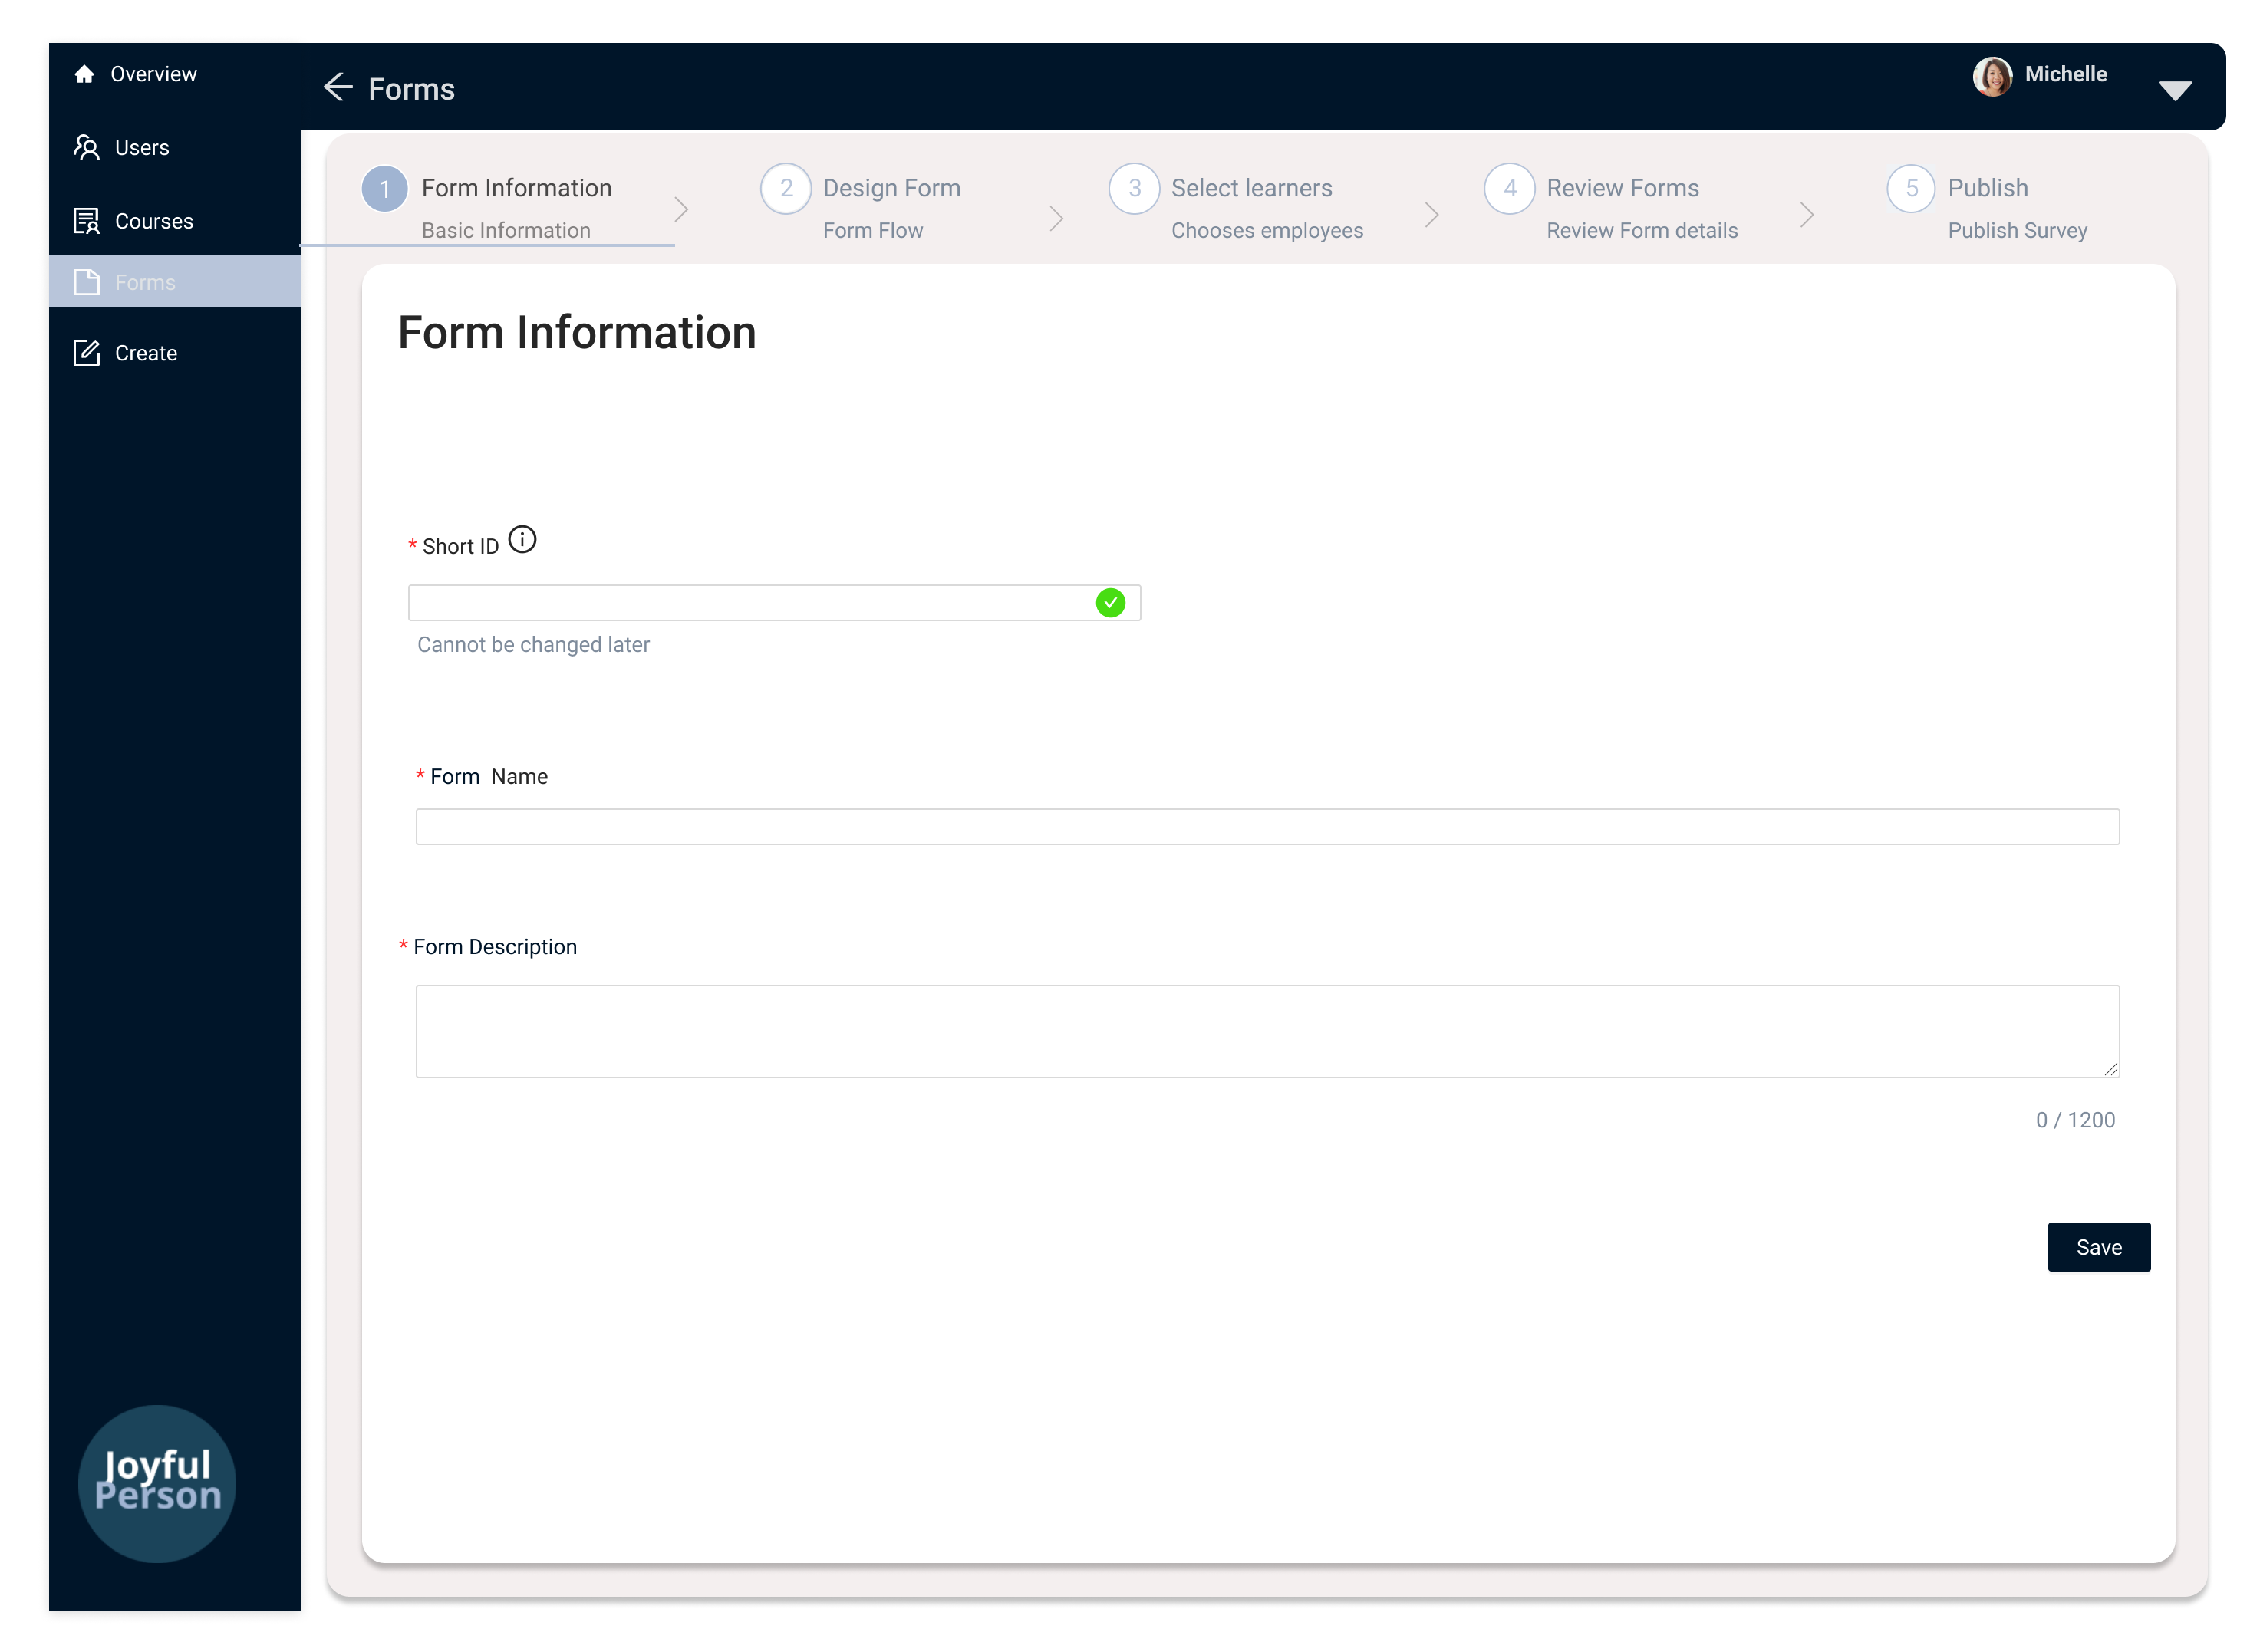 Overview
Users
Courses
Forms
Create
Joyful
Person
Forms
Michelle
1 Form Information
Basic Information
2 Design Form
Form Flow
3 Select learners
Chooses employees
4 Review Forms
Review Form details
5 Publish
Publish Survey
Form Information
* Short ID
Cannot be changed later
* Form Name
* Form Description
0 / 1200
Save